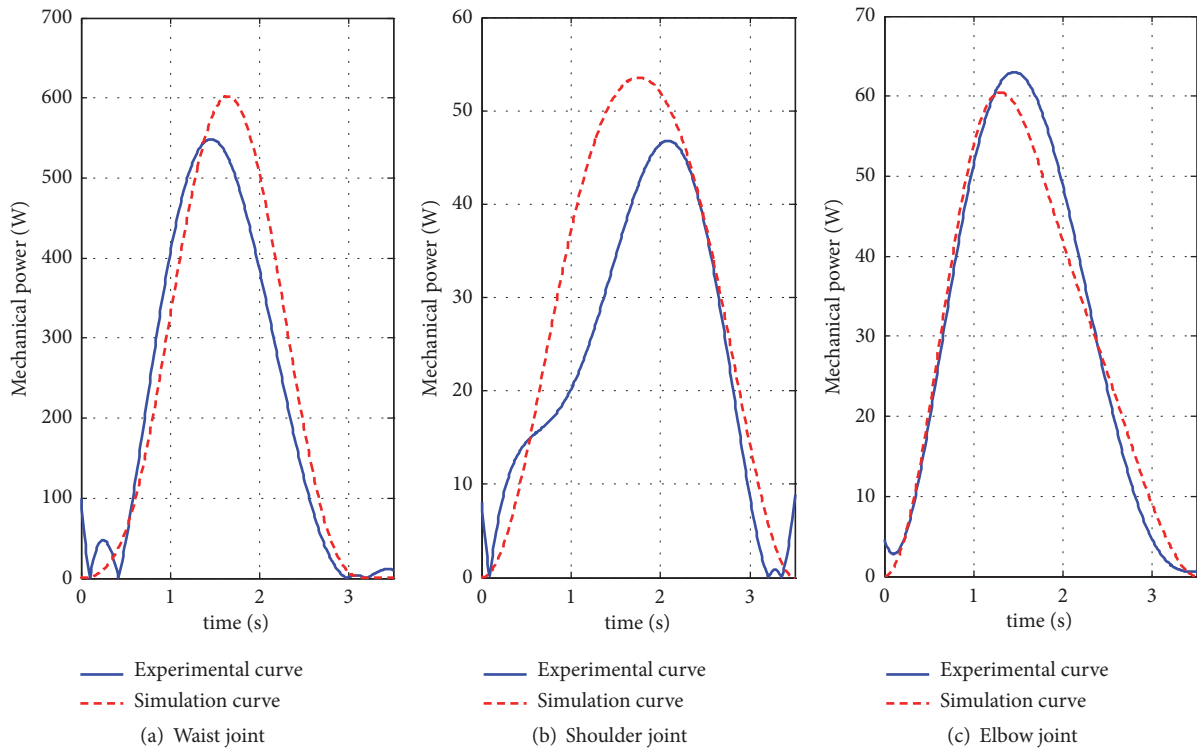 700
600
500
400
300
200
100
0
Mechanical power (W)
0 1 2 3
time (s)
Experimental curve
Simulation curve
(a) Waist joint
60
50
40
30
20
10
0
Mechanical power (W)
0 1 2 3
time (s)
Experimental curve
Simulation curve
(b) Shoulder joint
70
60
50
40
30
20
10
0
Mechanical power (W)
0 1 2 3
time (s)
Experimental curve
Simulation curve
(c) Elbow joint